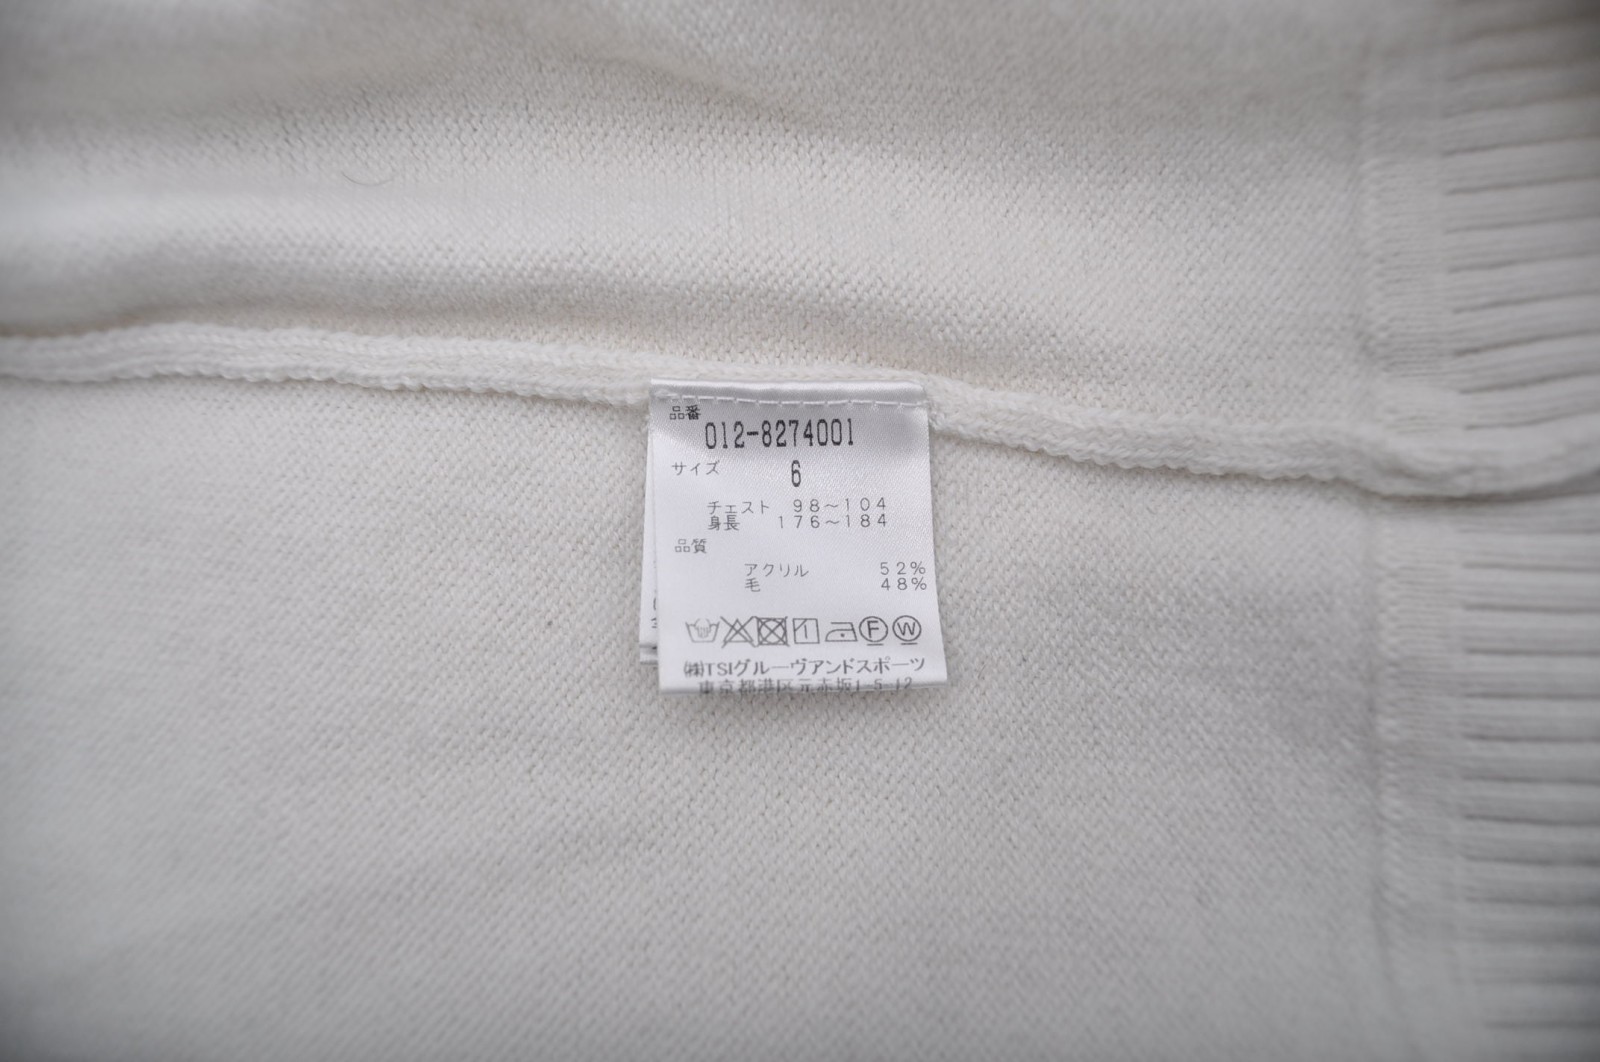 品番
012-8274001
サイズ 6
チェスト 98～104
身長 176～184
品質
アクリル 52%
毛 48%
F W
㈱TSIグルーヴアンドスポーツ
東京都港区元赤坂1-5-12